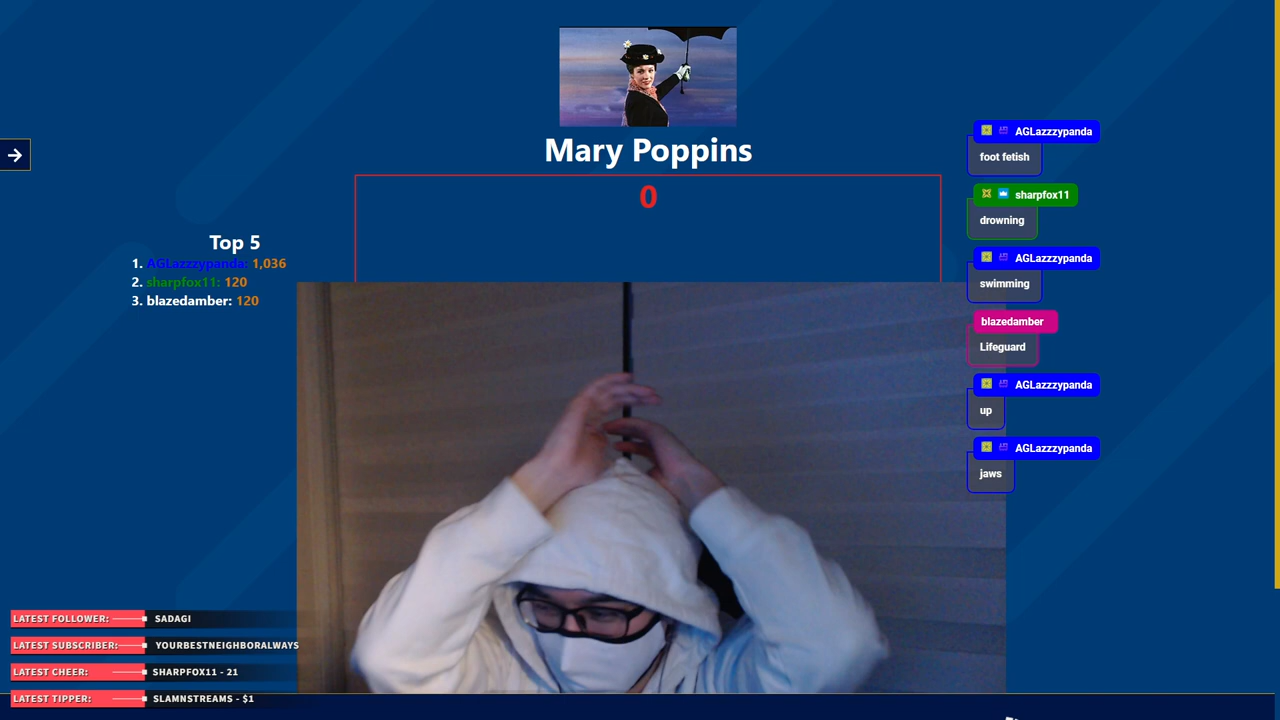 Mary Poppins
0
Top 5
1. AGLazzzypanda: 1,036
2. sharpfox11: 120
3. blazedamber: 120
AGLazzzypanda
foot fetish
sharpfox11
drowning
AGLazzzypanda
swimming
blazedamber
Lifeguard
AGLazzzypanda
up
AGLazzzypanda
jaws
LATEST FOLLOWER: SADAGI
LATEST SUBSCRIBER: YOURBESTNEIGHBORALWAYS
LATEST CHEER: SHARPFOX11 - 21
LATEST TIPPER: SLAMNSTREAMS - $1